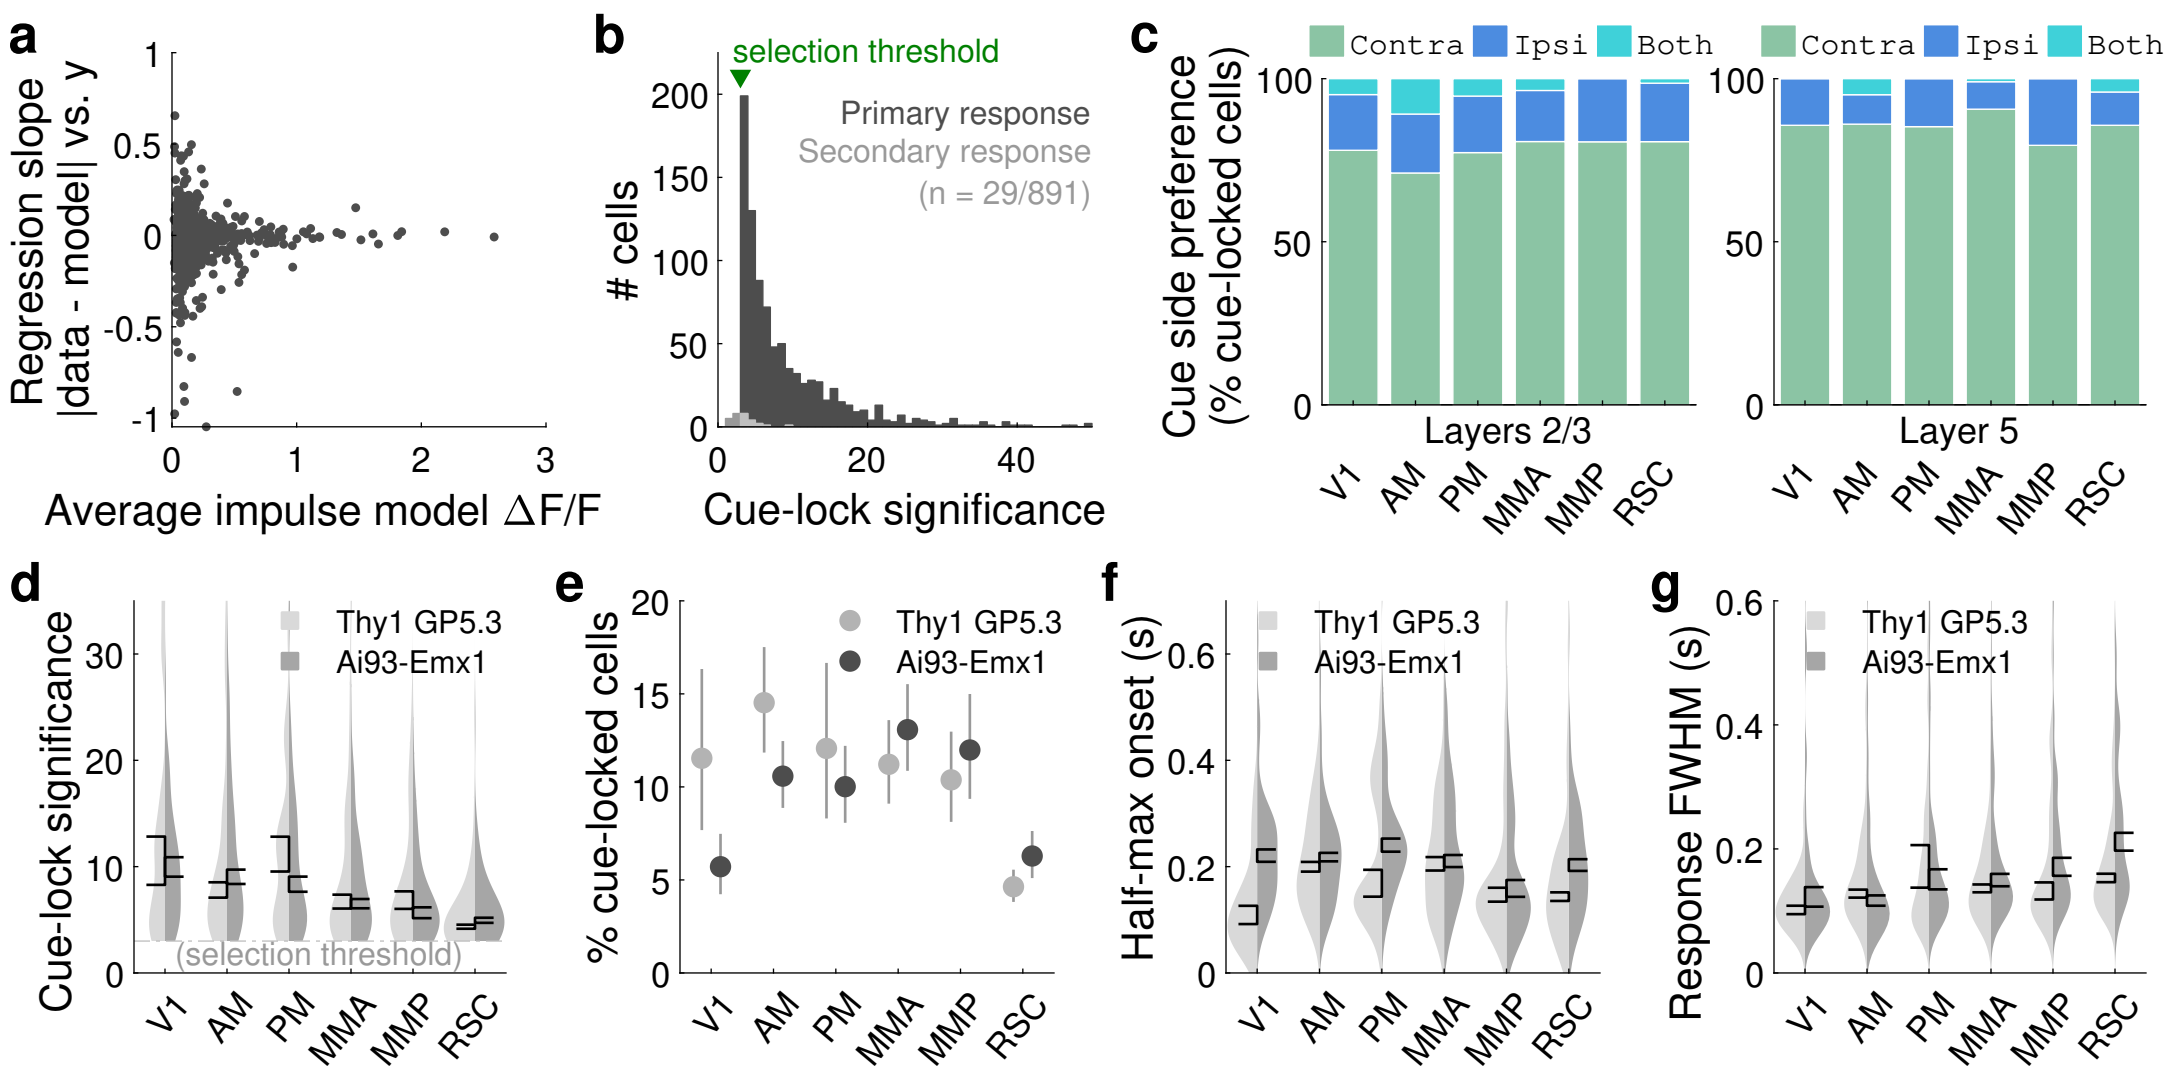 a
1
0.5
0
-0.5
-1
Regression slope
|data - model| vs. y
0 1 2 3
Average impulse model ΔF/F
b
selection threshold
200
150
100
50
0
# cells
Primary response
Secondary response
(n = 29/891)
0 20 40
Cue-lock significance
c
Contra Ipsi Both
Contra Ipsi Both
Cue side preference
(% cue-locked cells)
100
50
0
Layers 2/3
V1 AM PM MMA MMP RSC
100
50
0
Layer 5
V1 AM PM MMA MMP RSC
d
Thy1 GP5.3
Ai93-Emx1
Cue-lock significance
30
20
10
0
(selection threshold)
V1 AM PM MMA MMP RSC
e
Thy1 GP5.3
Ai93-Emx1
% cue-locked cells
20
15
10
5
0
V1 AM PM MMA MMP RSC
f
Thy1 GP5.3
Ai93-Emx1
Half-max onset (s)
0.6
0.4
0.2
0
V1 AM PM MMA MMP RSC
g
Thy1 GP5.3
Ai93-Emx1
Response FWHM (s)
0.6
0.4
0.2
0
V1 AM PM MMA MMP RSC